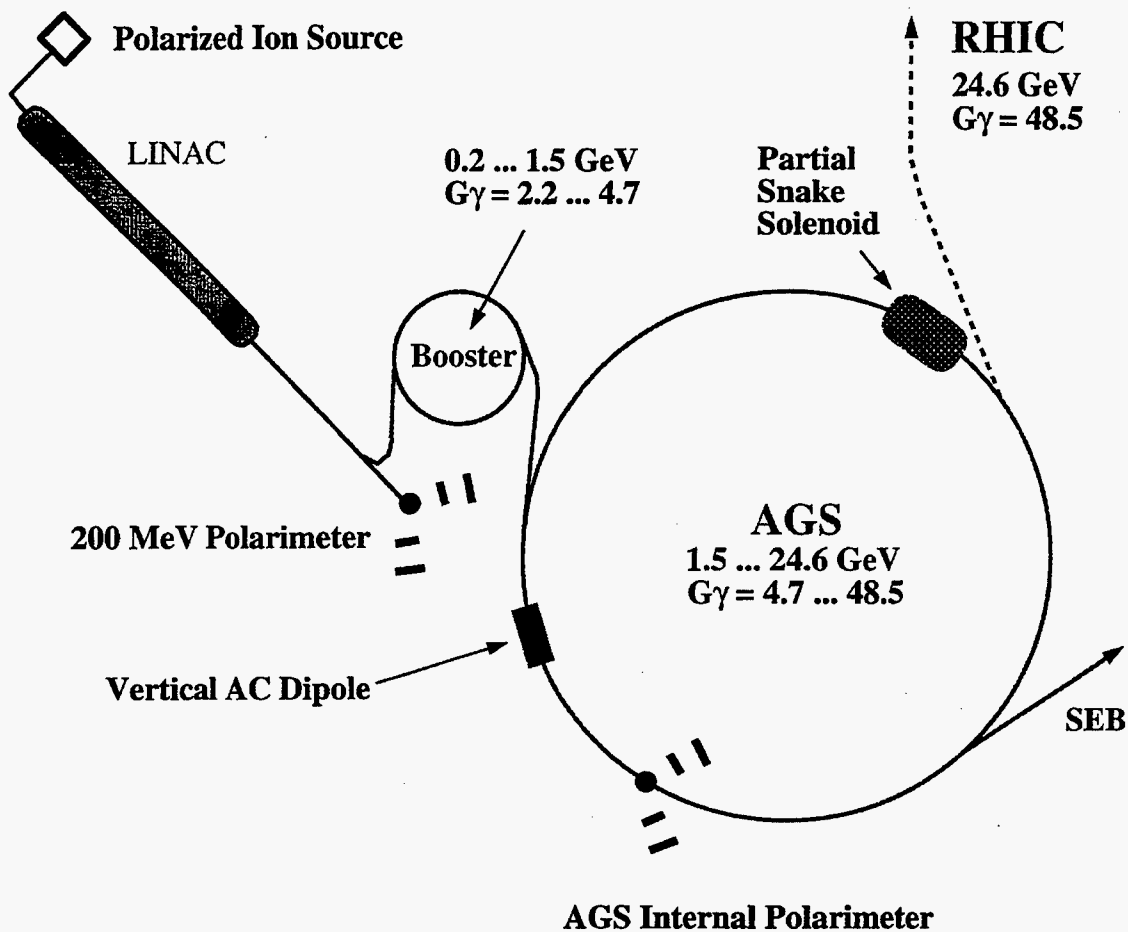 Polarized Ion Source
RHIC
24.6 GeV
Gγ = 48.5
LINAC
0.2 ... 1.5 GeV
Gγ = 2.2 ... 4.7
Partial
Snake
Solenoid
Booster
200 MeV Polarimeter
AGS
1.5 ... 24.6 GeV
Gγ = 4.7 ... 48.5
Vertical AC Dipole
SEB
AGS Internal Polarimeter